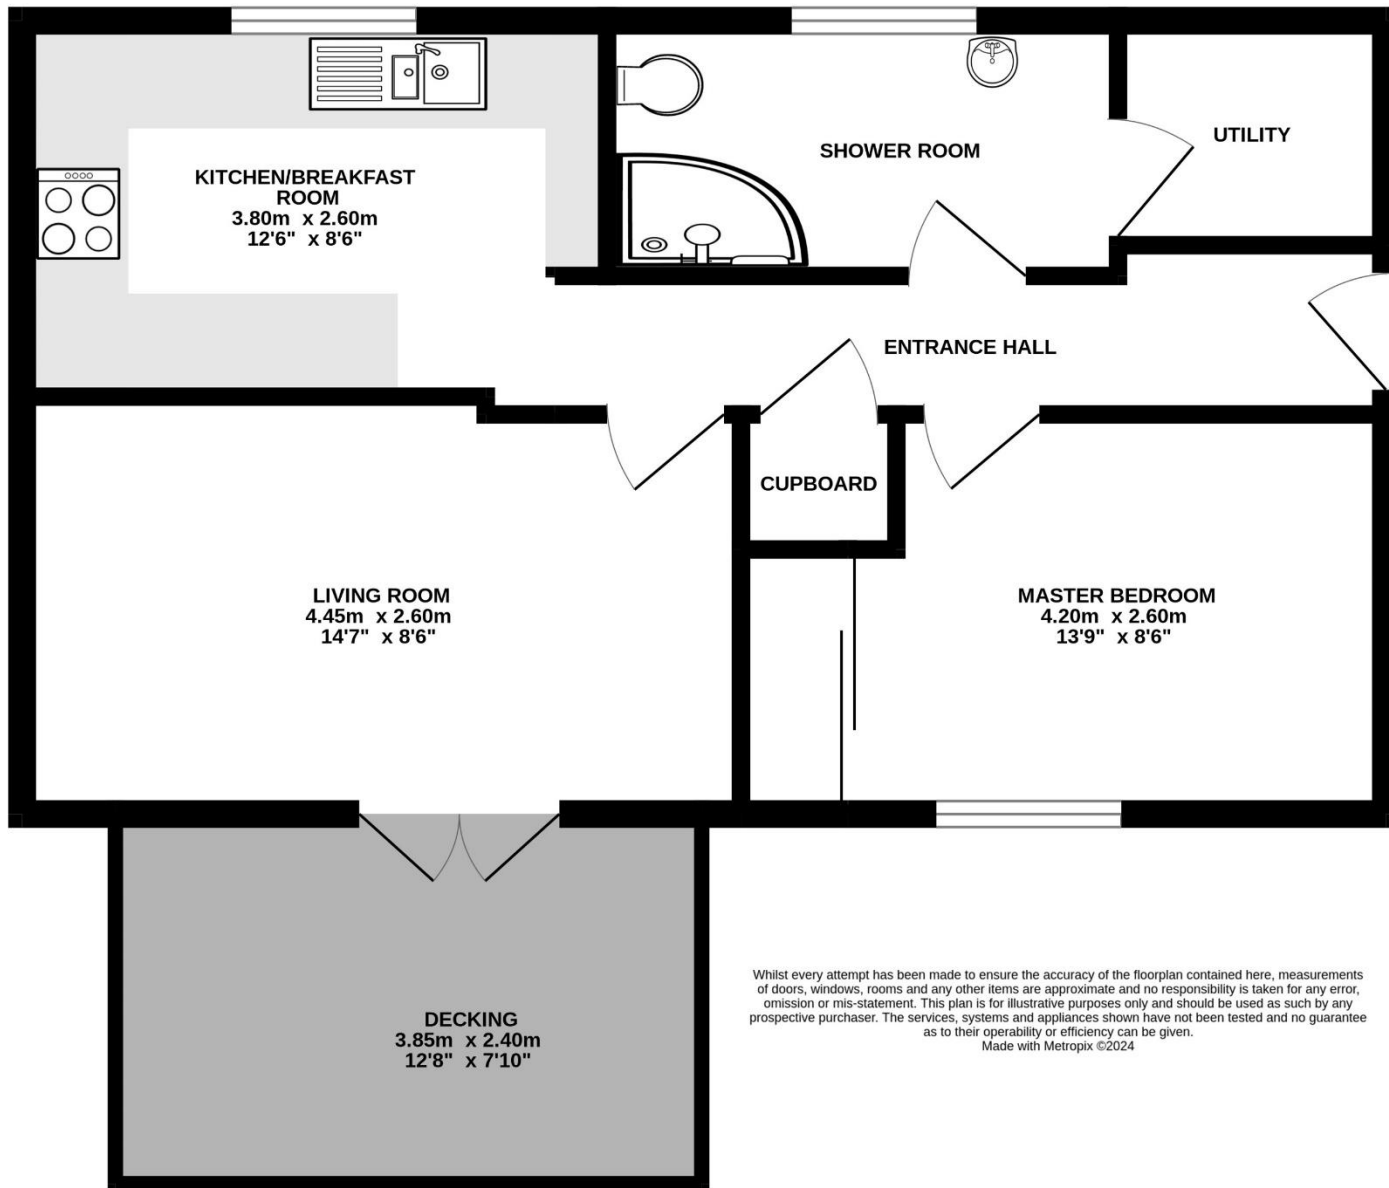 KITCHEN/BREAKFAST
ROOM
3.80m x 2.60m
12'6" x 8'6"
SHOWER ROOM
UTILITY
ENTRANCE HALL
CUPBOARD
LIVING ROOM
4.45m x 2.60m
14'7" x 8'6"
MASTER BEDROOM
4.20m x 2.60m
13'9" x 8'6"
DECKING
3.85m x 2.40m
12'8" x 7'10"
Whilst every attempt has been made to ensure the accuracy of the floorplan contained here, measurements
of doors, windows, rooms and any other items are approximate and no responsibility is taken for any error,
omission or mis-statement. This plan is for illustrative purposes only and should be used as such by any
prospective purchaser. The services, systems and appliances shown have not been tested and no guarantee
as to their operability or efficiency can be given.
Made with Metropix ©2024